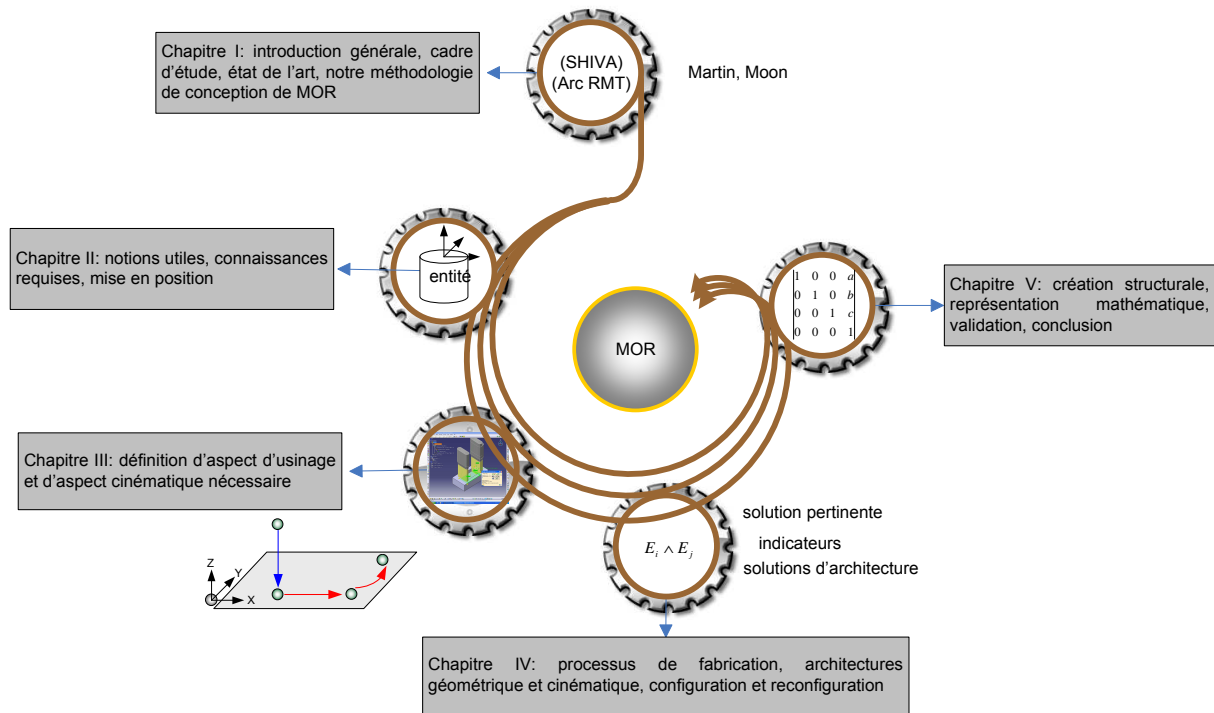 Chapitre I: introduction générale, cadre
d'étude, état de l'art, notre méthodologie
de conception de MOR
(SHIVA)
(Arc RMT)
Martin, Moon
Chapitre II: notions utiles, connaissances
requises, mise en position
entité
MOR
1 0 0 a
0 1 0 b
0 0 1 c
0 0 0 1
Chapitre V: création structurale,
représentation mathématique,
validation, conclusion
Chapitre III: définition d'aspect d'usinage
et d'aspect cinématique nécessaire
Z
Y
X
E_i ∧ E_j
solution pertinente
indicateurs
solutions d'architecture
Chapitre IV: processus de fabrication, architectures
géométrique et cinématique, configuration et reconfiguration